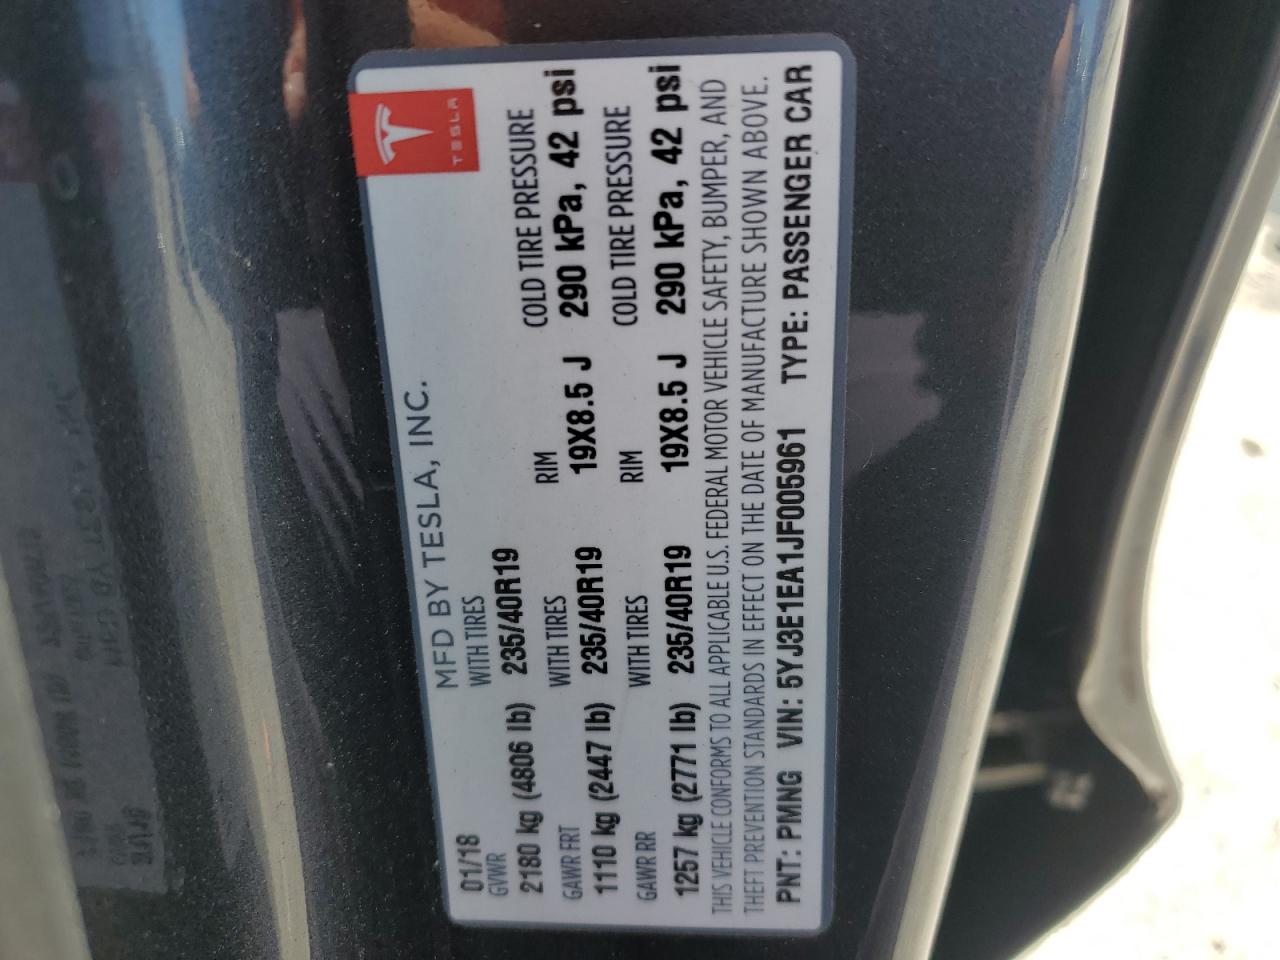 TESLA
MFD BY TESLA, INC.
01/18
GVWR WITH TIRES RIM COLD TIRE PRESSURE
2180 kg (4806 lb) 235/40R19 19X8.5 J 290 kPa, 42 psi
GAWR FRT WITH TIRES RIM COLD TIRE PRESSURE
1110 kg (2447 lb) 235/40R19 19X8.5 J 290 kPa, 42 psi
GAWR RR WITH TIRES
1257 kg (2771 lb) 235/40R19
THIS VEHICLE CONFORMS TO ALL APPLICABLE U.S. FEDERAL MOTOR VEHICLE SAFETY, BUMPER, AND
THEFT PREVENTION STANDARDS IN EFFECT ON THE DATE OF MANUFACTURE SHOWN ABOVE.
PNT: PMNG VIN: 5YJ3E1EA1JF005961 TYPE: PASSENGER CAR